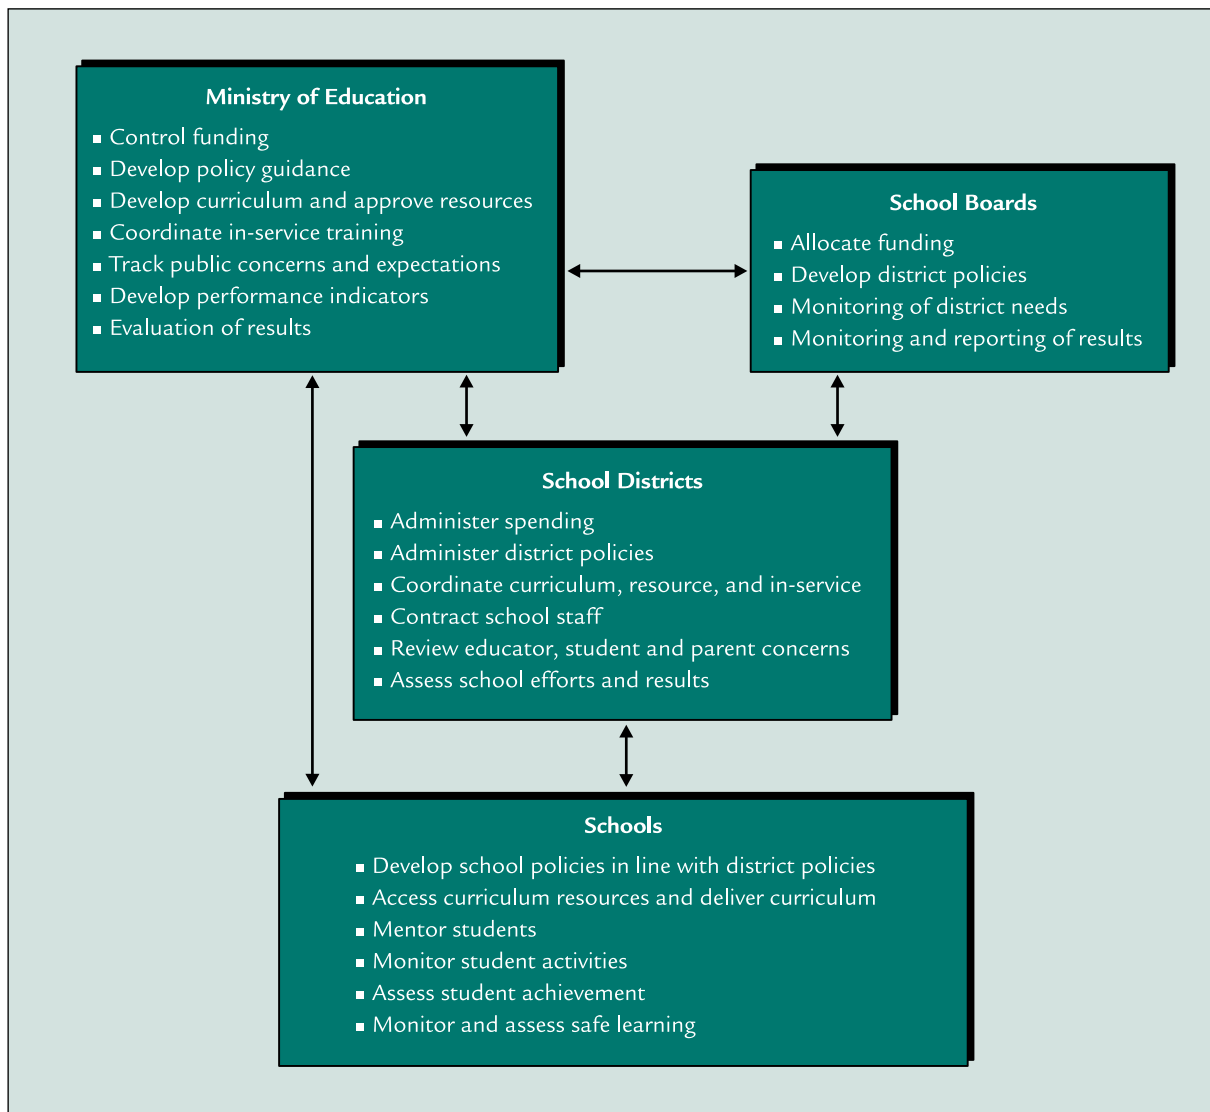 Ministry of Education
▪ Control funding
▪ Develop policy guidance
▪ Develop curriculum and approve resources
▪ Coordinate in-service training
▪ Track public concerns and expectations
▪ Develop performance indicators
▪ Evaluation of results
School Boards
▪ Allocate funding
▪ Develop district policies
▪ Monitoring of district needs
▪ Monitoring and reporting of results
School Districts
▪ Administer spending
▪ Administer district policies
▪ Coordinate curriculum, resource, and in-service
▪ Contract school staff
▪ Review educator, student and parent concerns
▪ Assess school efforts and results
Schools
▪ Develop school policies in line with district policies
▪ Access curriculum resources and deliver curriculum
▪ Mentor students
▪ Monitor student activities
▪ Assess student achievement
▪ Monitor and assess safe learning